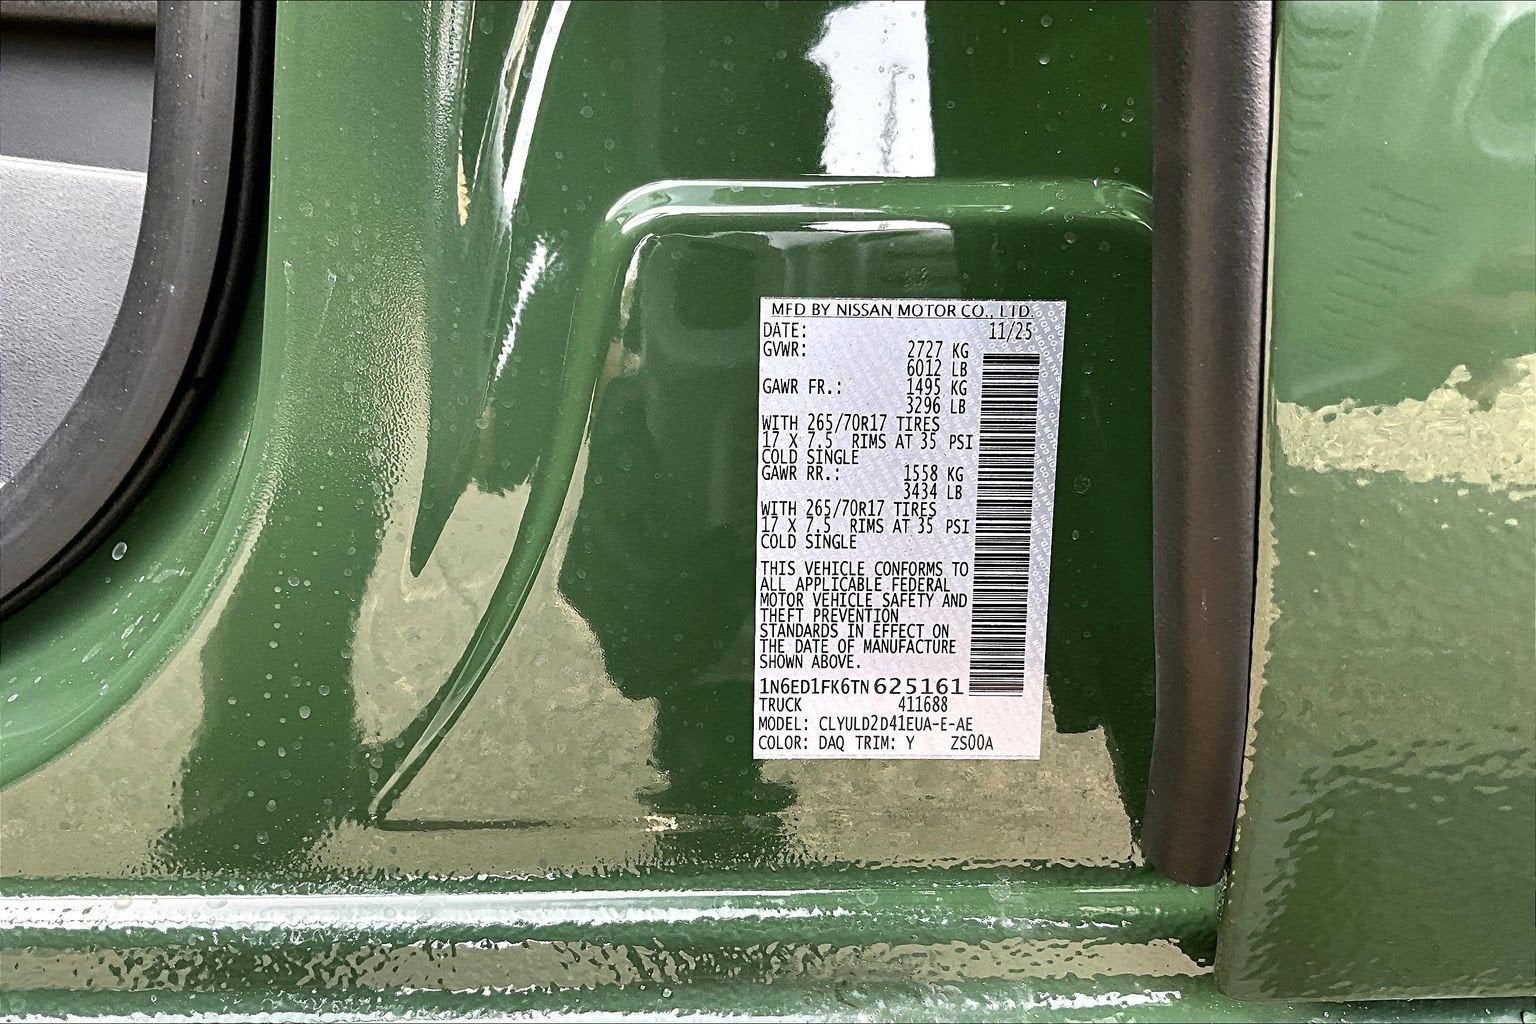 MFD BY NISSAN MOTOR CO., LTD.
DATE: 11/25
GVWR: 2727 KG
6012 LB
GAWR FR.: 1495 KG
3296 LB
WITH 265/70R17 TIRES
17 X 7.5 RIMS AT 35 PSI
COLD SINGLE
GAWR RR.: 1558 KG
3434 LB
WITH 265/70R17 TIRES
17 X 7.5 RIMS AT 35 PSI
COLD SINGLE
THIS VEHICLE CONFORMS TO
ALL APPLICABLE FEDERAL
MOTOR VEHICLE SAFETY AND
THEFT PREVENTION
STANDARDS IN EFFECT ON
THE DATE OF MANUFACTURE
SHOWN ABOVE.
1N6ED1FK6TN625161
TRUCK 411688
MODEL: CLYULD2D41EUA-E-AE
COLOR: DAQ TRIM: Y ZS00A